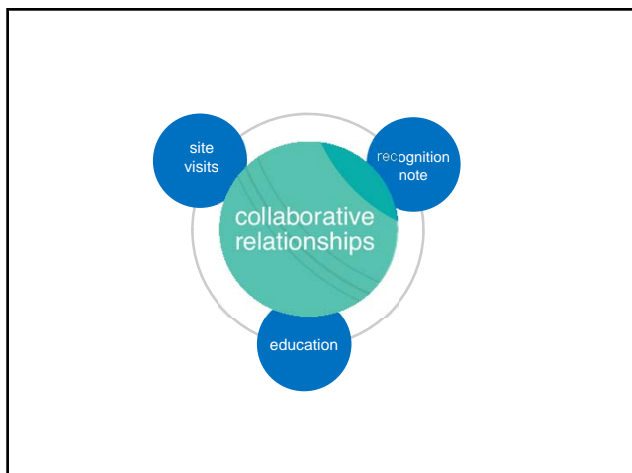 site
visits
recognition
note
collaborative
relationships
education